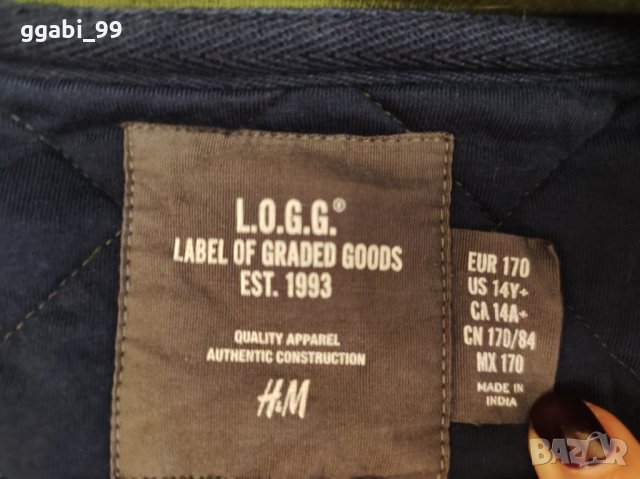 ggabi_99
L.O.G.G.®
LABEL OF GRADED GOODS
EST. 1993
QUALITY APPAREL
AUTHENTIC CONSTRUCTION
H&M
EUR 170
US 14Y+
CA 14A+
CN 170/84
MX 170
MADE IN
INDIA
BAZAR